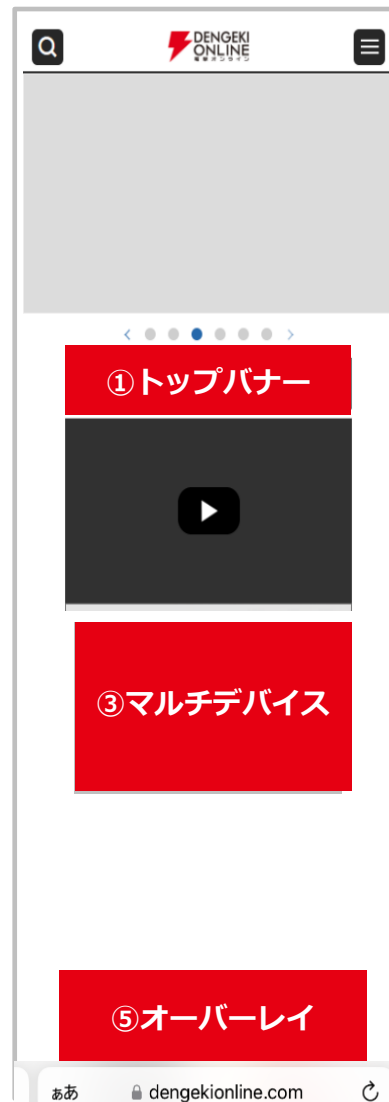 DENGEKI
ONLINE
電撃オンライン
①トップバナー
③マルチデバイス
⑤オーバーレイ
ぁあ
dengekionline.com